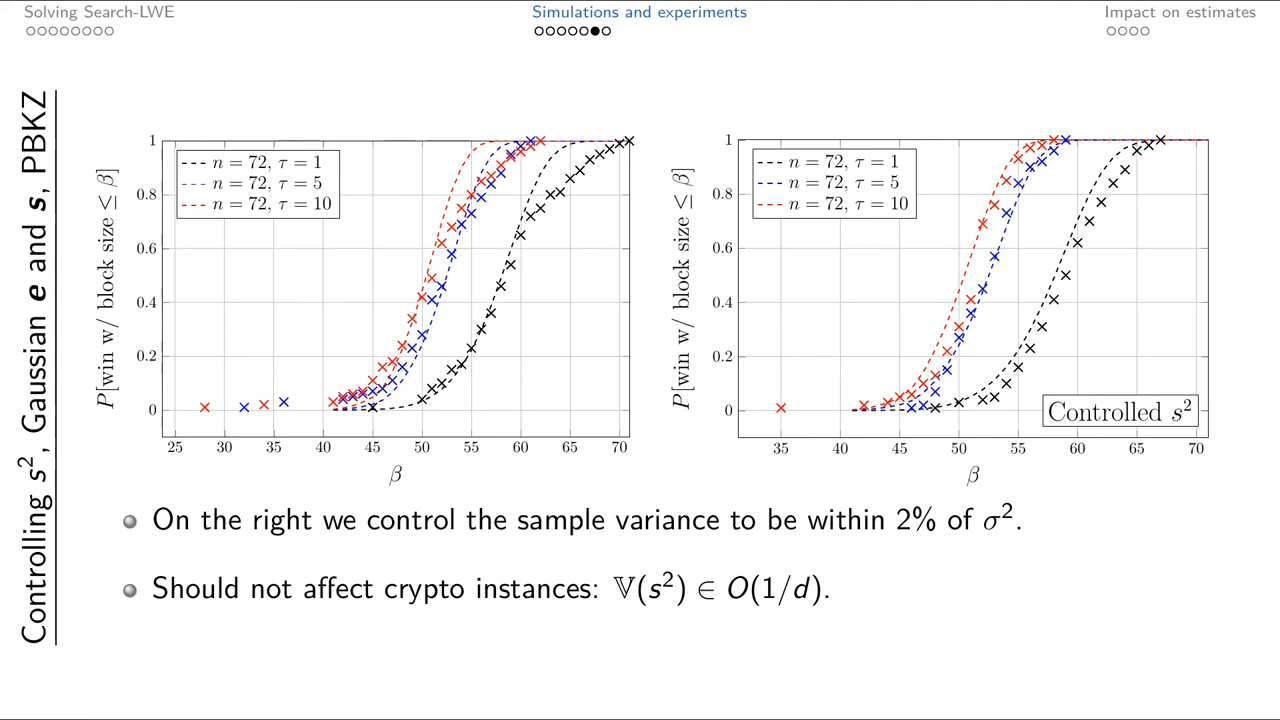 Solving Search-LWE
Simulations and experiments
Impact on estimates
Controlling s², Gaussian e and s, PBKZ
P[win w/ block size ≤ β]
1
0.8
0.6
0.4
0.2
0
n = 72, τ = 1
n = 72, τ = 5
n = 72, τ = 10
25 30 35 40 45 50 55 60 65 70
β
P[win w/ block size ≤ β]
1
0.8
0.6
0.4
0.2
0
n = 72, τ = 1
n = 72, τ = 5
n = 72, τ = 10
Controlled s²
35 40 45 50 55 60 65 70
β
On the right we control the sample variance to be within 2% of σ².
Should not affect crypto instances: 𝕍(s²) ∈ O(1/d).